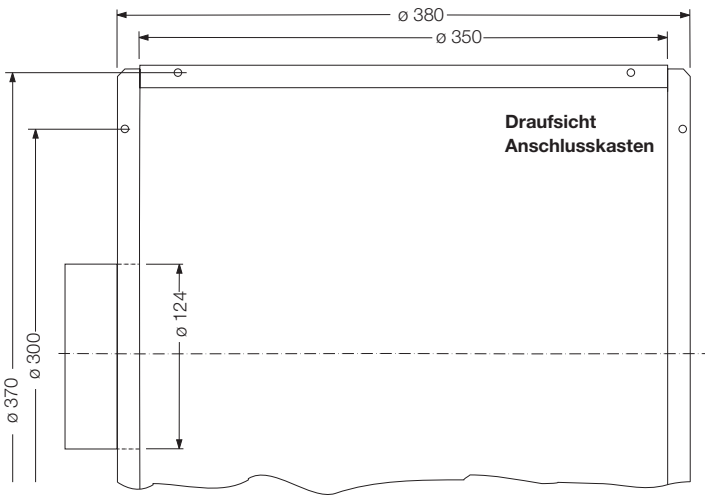 ø 380
ø 350
Draufsicht
Anschlusskasten
ø 124
ø 300
ø 370